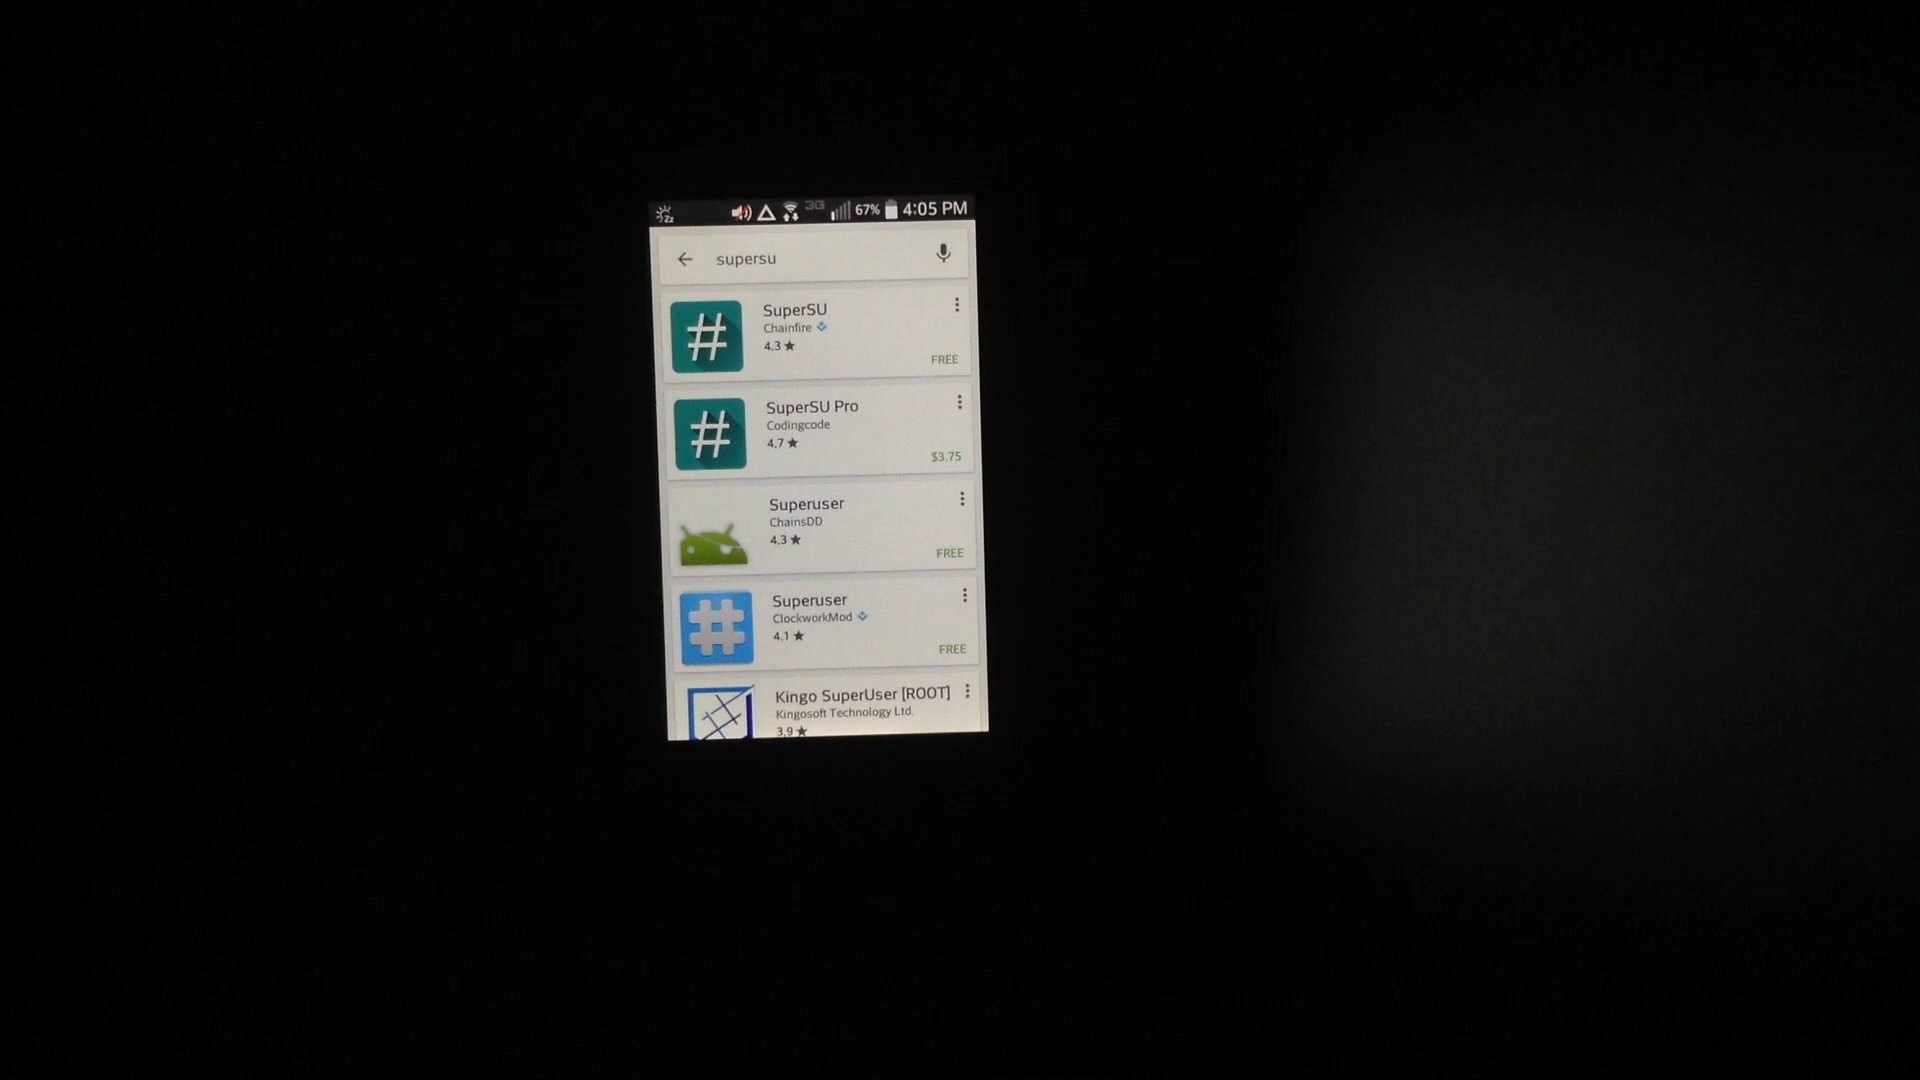 3G 67% 4:05 PM
supersu
SuperSU
Chainfire
4.3
FREE
SuperSU Pro
Codingcode
4.7
$3.75
Superuser
ChainsDD
4.3
FREE
Superuser
ClockworkMod
4.1
FREE
Kingo SuperUser [ROOT]
Kingosoft Technology Ltd.
3.9